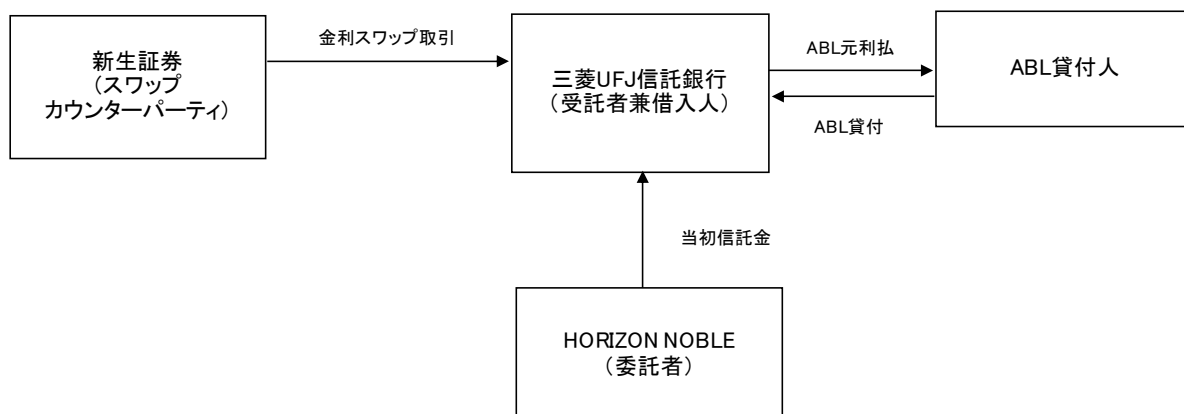 新生証券
(スワップ
カウンターパーティ)
金利スワップ取引
三菱UFJ信託銀行
(受託者兼借入人)
ABL元利払
ABL貸付
ABL貸付人
当初信託金
HORIZON NOBLE
(委託者)